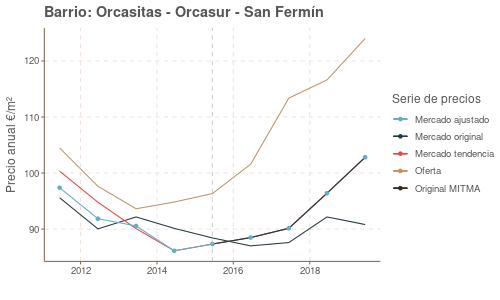 Barrio: Orcasitas - Orcasur - San Fermín
Precio anual €/m²
120
110
100
90
2012
2014
2016
2018
Serie de precios
Mercado ajustado
Mercado original
Mercado tendencia
Oferta
Original MITMA